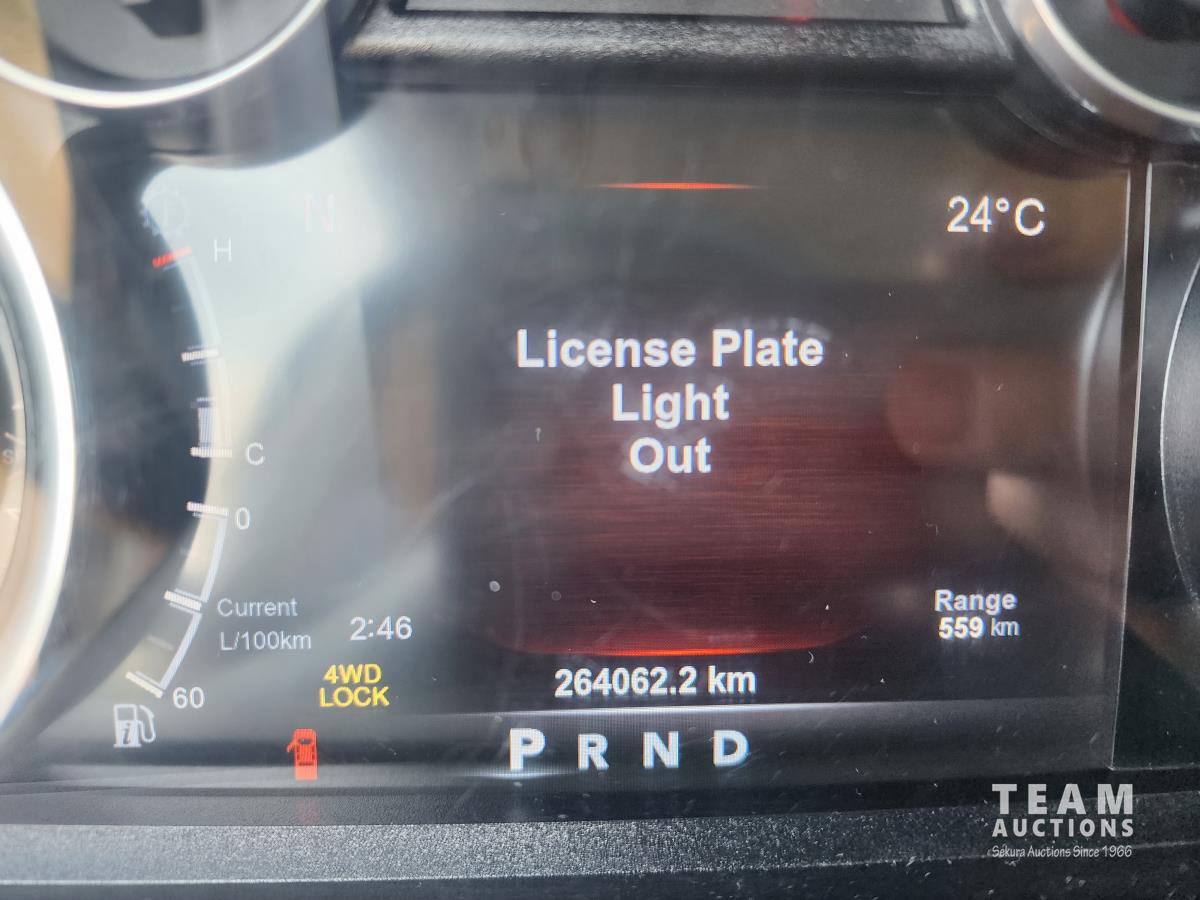 N
24°C
H
License Plate
Light
Out
C
0
Current
L/100km
2:46
Range
559 km
4WD
LOCK
264062.2 km
60
P R N D
TEAM
AUCTIONS
Sekura Auctions Since 1966